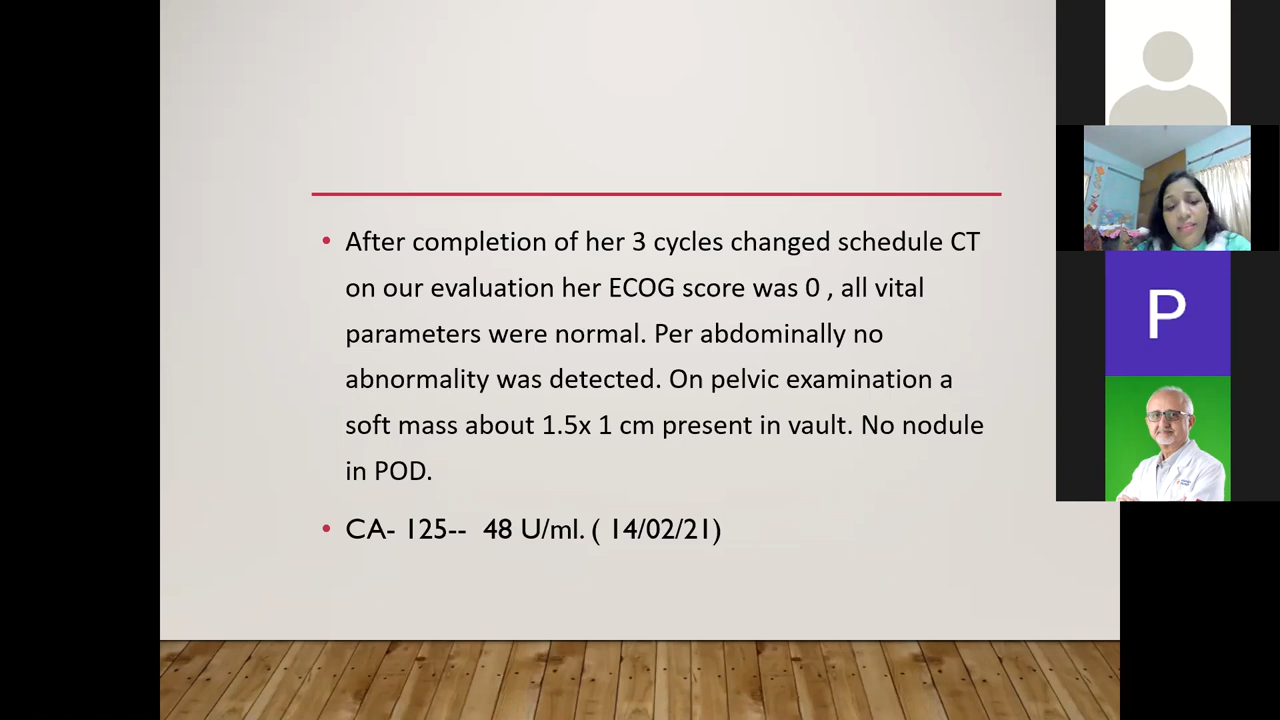 • After completion of her 3 cycles changed schedule CT
on our evaluation her ECOG score was 0 , all vital
parameters were normal. Per abdominally no
abnormality was detected. On pelvic examination a
soft mass about 1.5x 1 cm present in vault. No nodule
in POD.
• CA- 125-- 48 U/ml. ( 14/02/21)
P